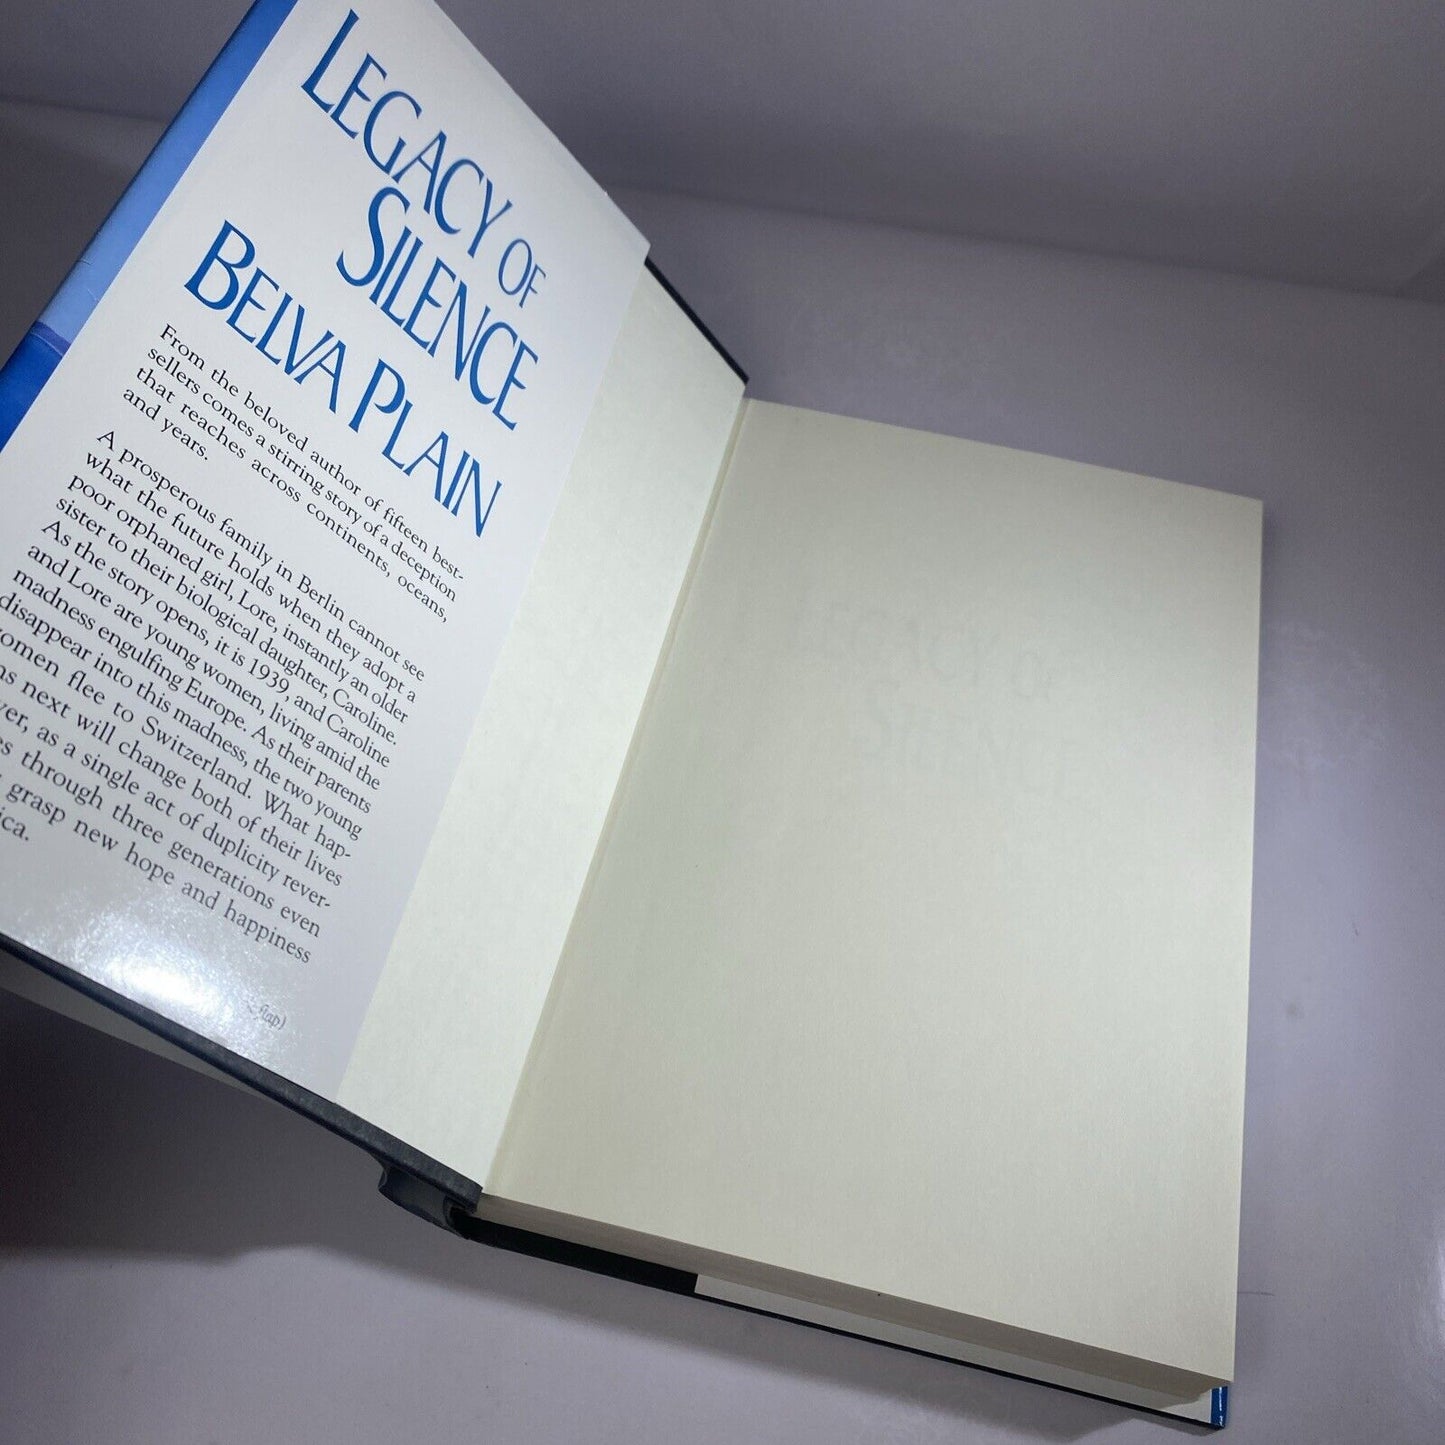 LEGACY OF
SILENCE
BELVA PLAIN
From the beloved author of fifteen best-
sellers comes a stirring story of a deception
that reaches across continents, oceans,
and years.
A prosperous family in Berlin cannot see
what the future holds when they adopt a
poor orphaned girl, Lore, instantly an older
sister to their biological daughter, Caroline.
As the story opens, it is 1939, and Caroline
and Lore are young women, living amid the
madness engulfing Europe. As their parents
disappear into this madness, the two young
women flee to Switzerland. What hap-
next will change both of their lives
as a single act of duplicity rever-
through three generations even
grasp new hope and happiness
flap)
LEGACY OF
SILENCE